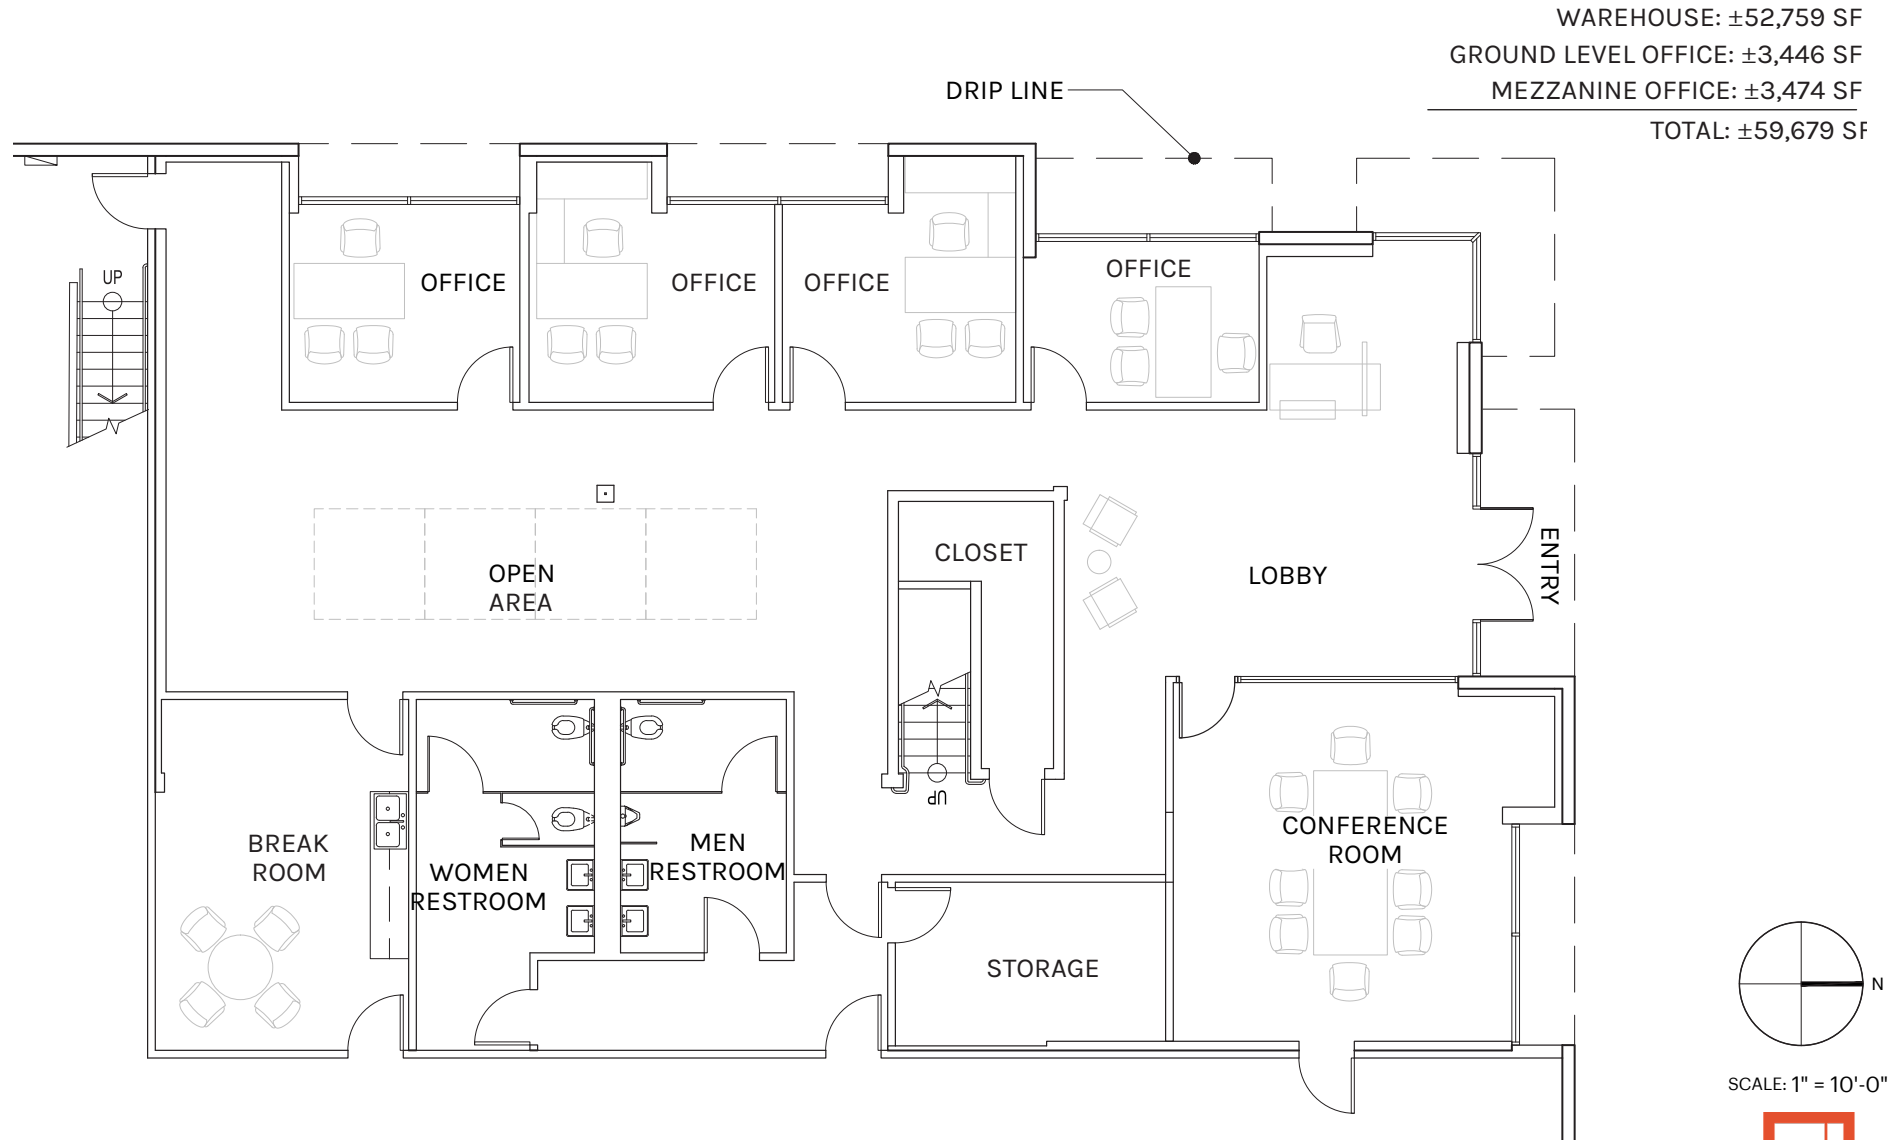 WAREHOUSE: ±52,759 SF
GROUND LEVEL OFFICE: ±3,446 SF
MEZZANINE OFFICE: ±3,474 SF
TOTAL: ±59,679 SF
DRIP LINE
UP
OFFICE
OFFICE
OFFICE
OFFICE
OPEN
AREA
CLOSET
LOBBY
ENTRY
UP
BREAK
ROOM
WOMEN
RESTROOM
MEN
RESTROOM
CONFERENCE
ROOM
STORAGE
N
SCALE: 1" = 10'-0"